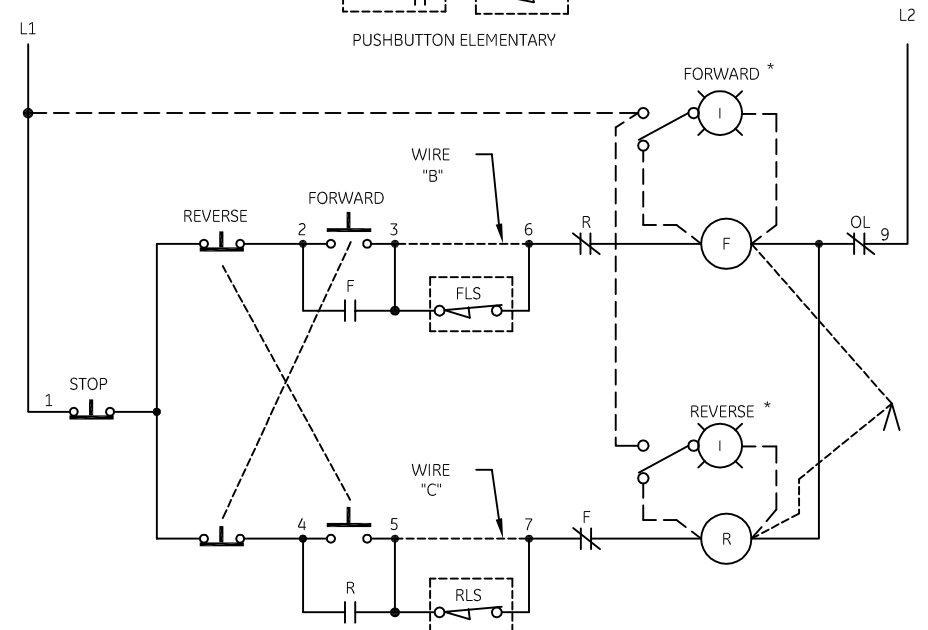 L1
L2
PUSHBUTTON ELEMENTARY
FORWARD *
I
WIRE
"B"
FORWARD
REVERSE
2
3
6
R
F
OL
9
F
FLS
STOP
1
REVERSE *
I
WIRE
"C"
4
5
7
F
R
R
RLS